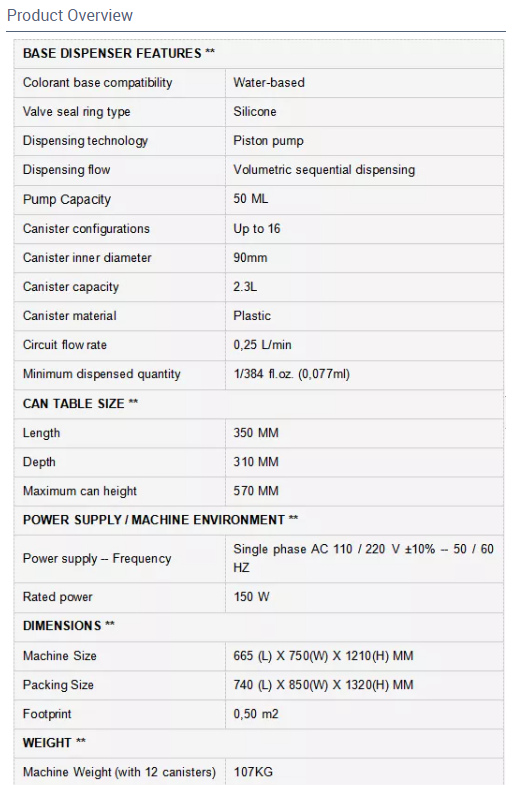 Product Overview
BASE DISPENSER FEATURES **
Colorant base compatibility Water-based
Valve seal ring type Silicone
Dispensing technology Piston pump
Dispensing flow Volumetric sequential dispensing
Pump Capacity 50 ML
Canister configurations Up to 16
Canister inner diameter 90mm
Canister capacity 2.3L
Canister material Plastic
Circuit flow rate 0,25 L/min
Minimum dispensed quantity 1/384 fl.oz. (0,077ml)
CAN TABLE SIZE **
Length 350 MM
Depth 310 MM
Maximum can height 570 MM
POWER SUPPLY / MACHINE ENVIRONMENT **
Power supply – Frequency Single phase AC 110 / 220 V ±10% – 50 / 60
HZ
Rated power 150 W
DIMENSIONS **
Machine Size 665 (L) X 750(W) X 1210(H) MM
Packing Size 740 (L) X 850(W) X 1320(H) MM
Footprint 0,50 m2
WEIGHT **
Machine Weight (with 12 canisters) 107KG